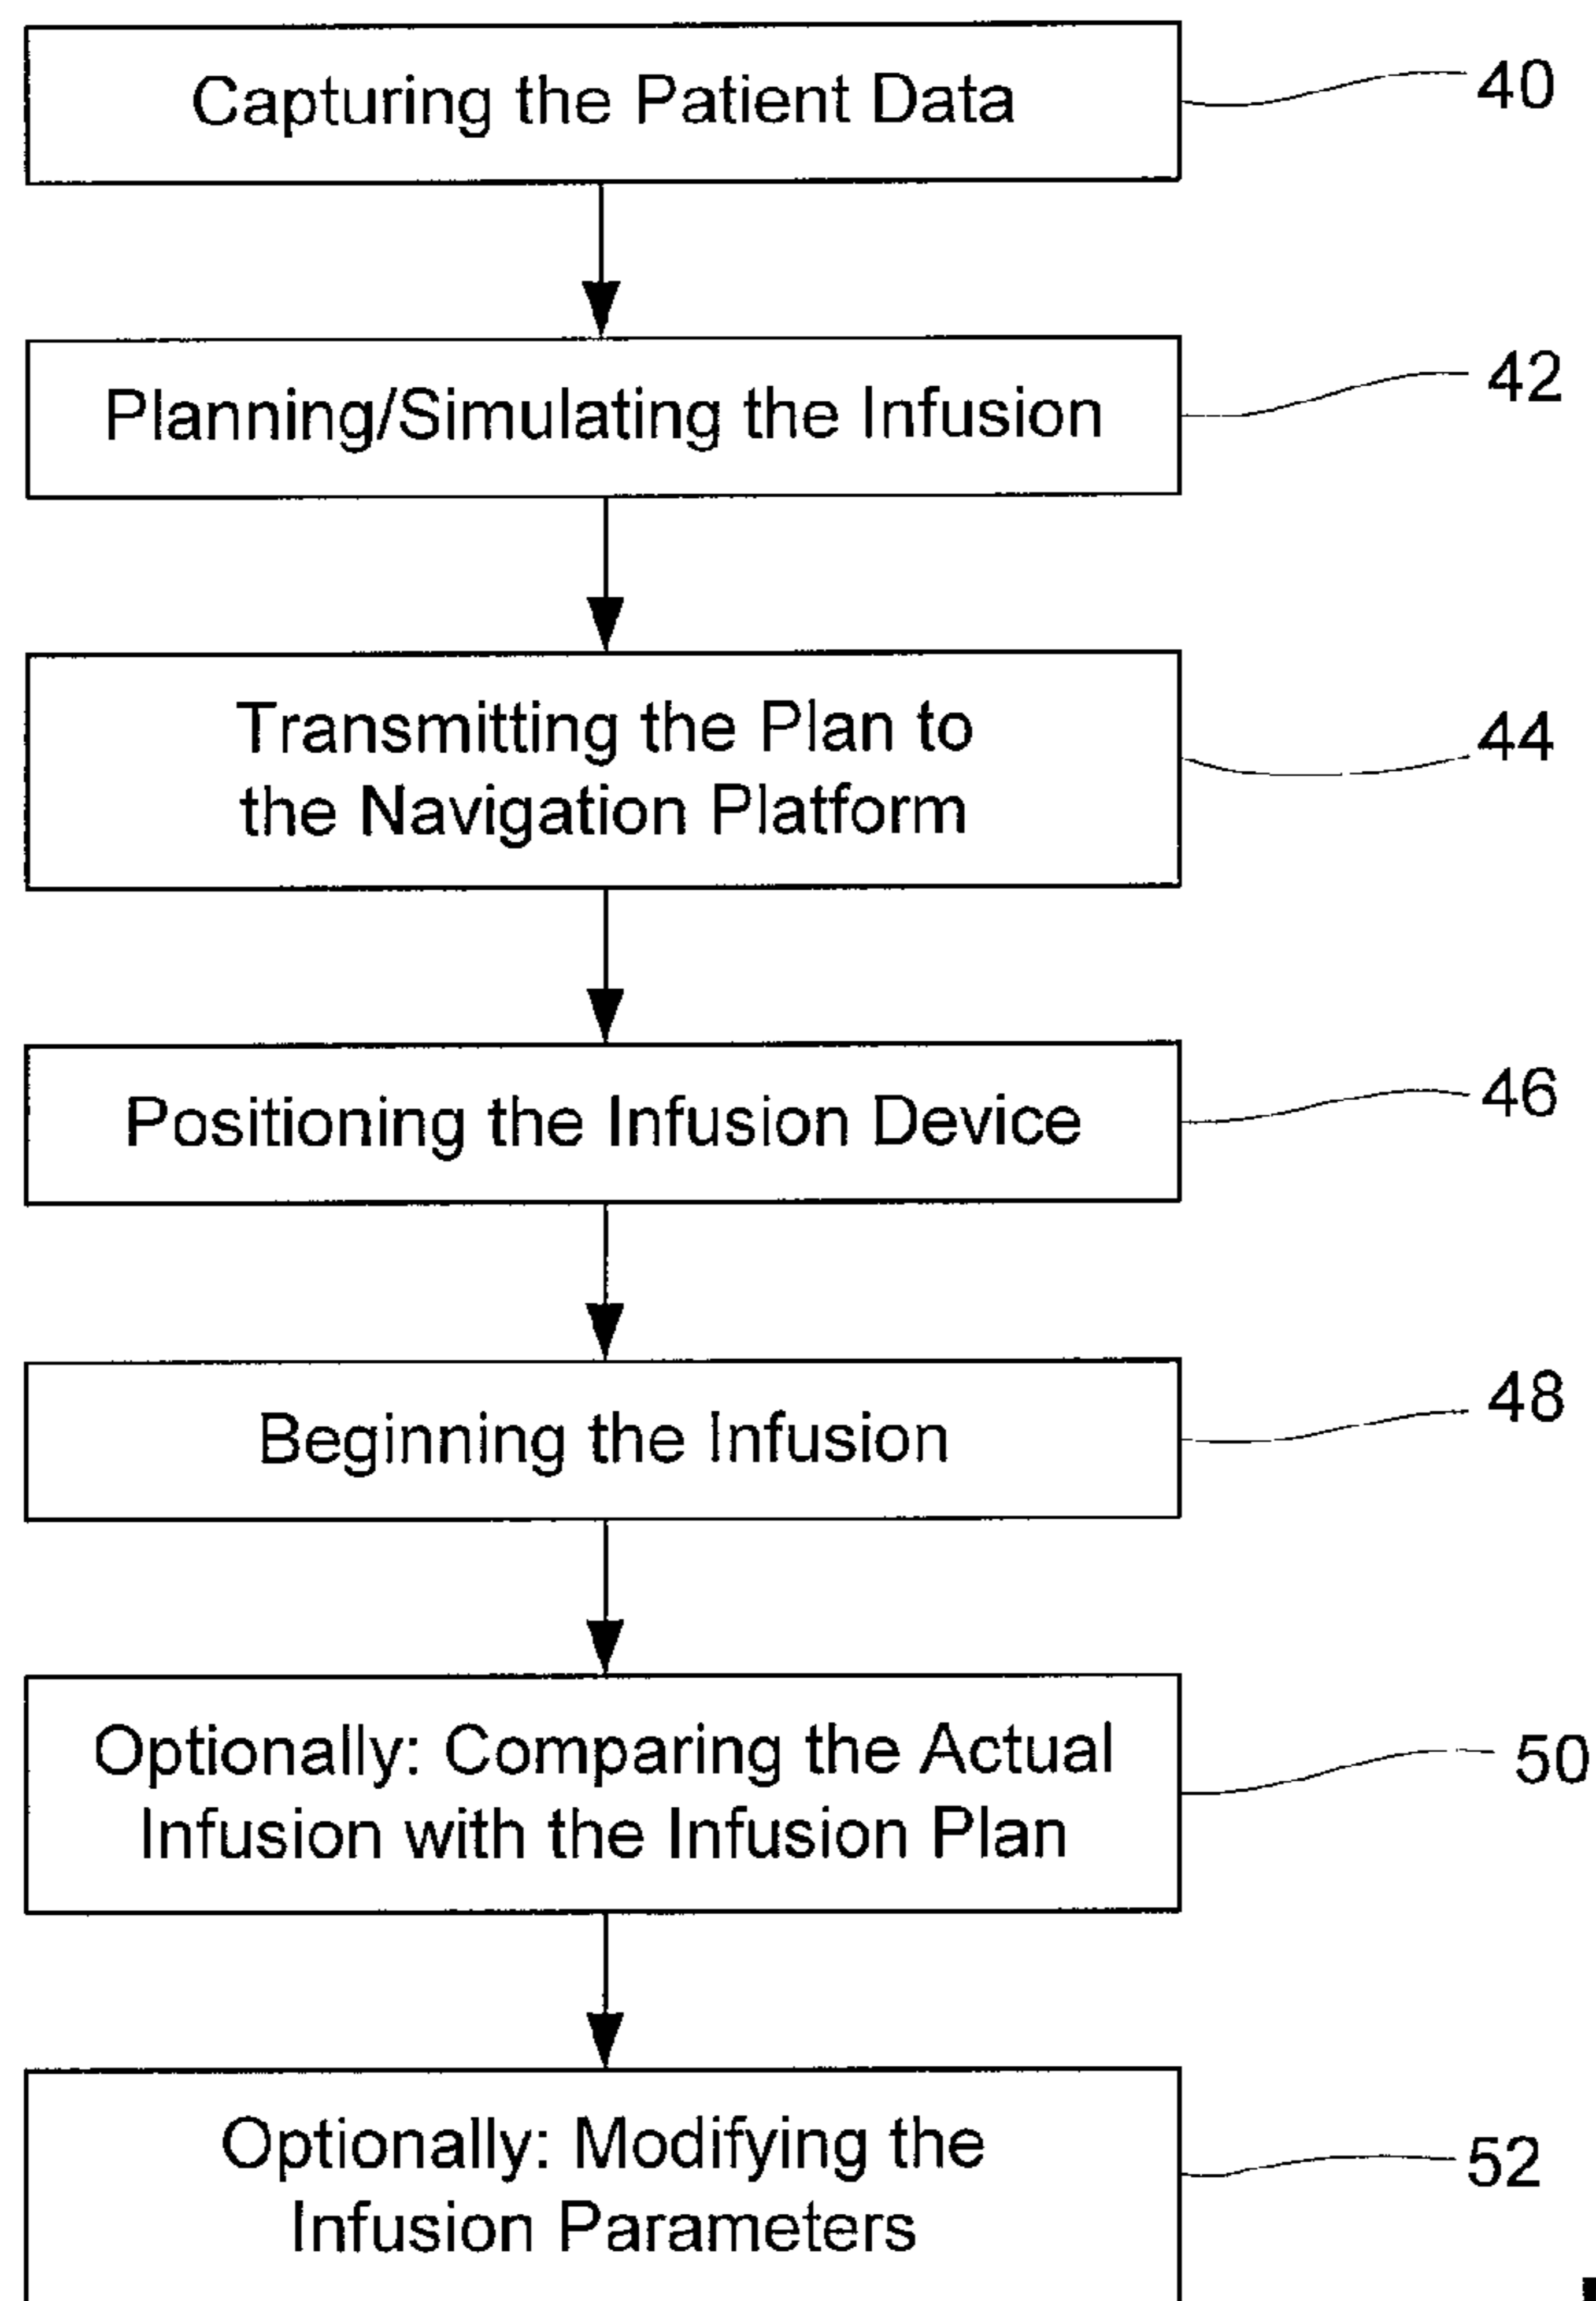 Capturing the Patient Data
40
Planning/Simulating the Infusion
42
Transmitting the Plan to
the Navigation Platform
44
Positioning the Infusion Device
46
Beginning the Infusion
48
Optionally: Comparing the Actual
Infusion with the Infusion Plan
50
Optionally: Modifying the
Infusion Parameters
52